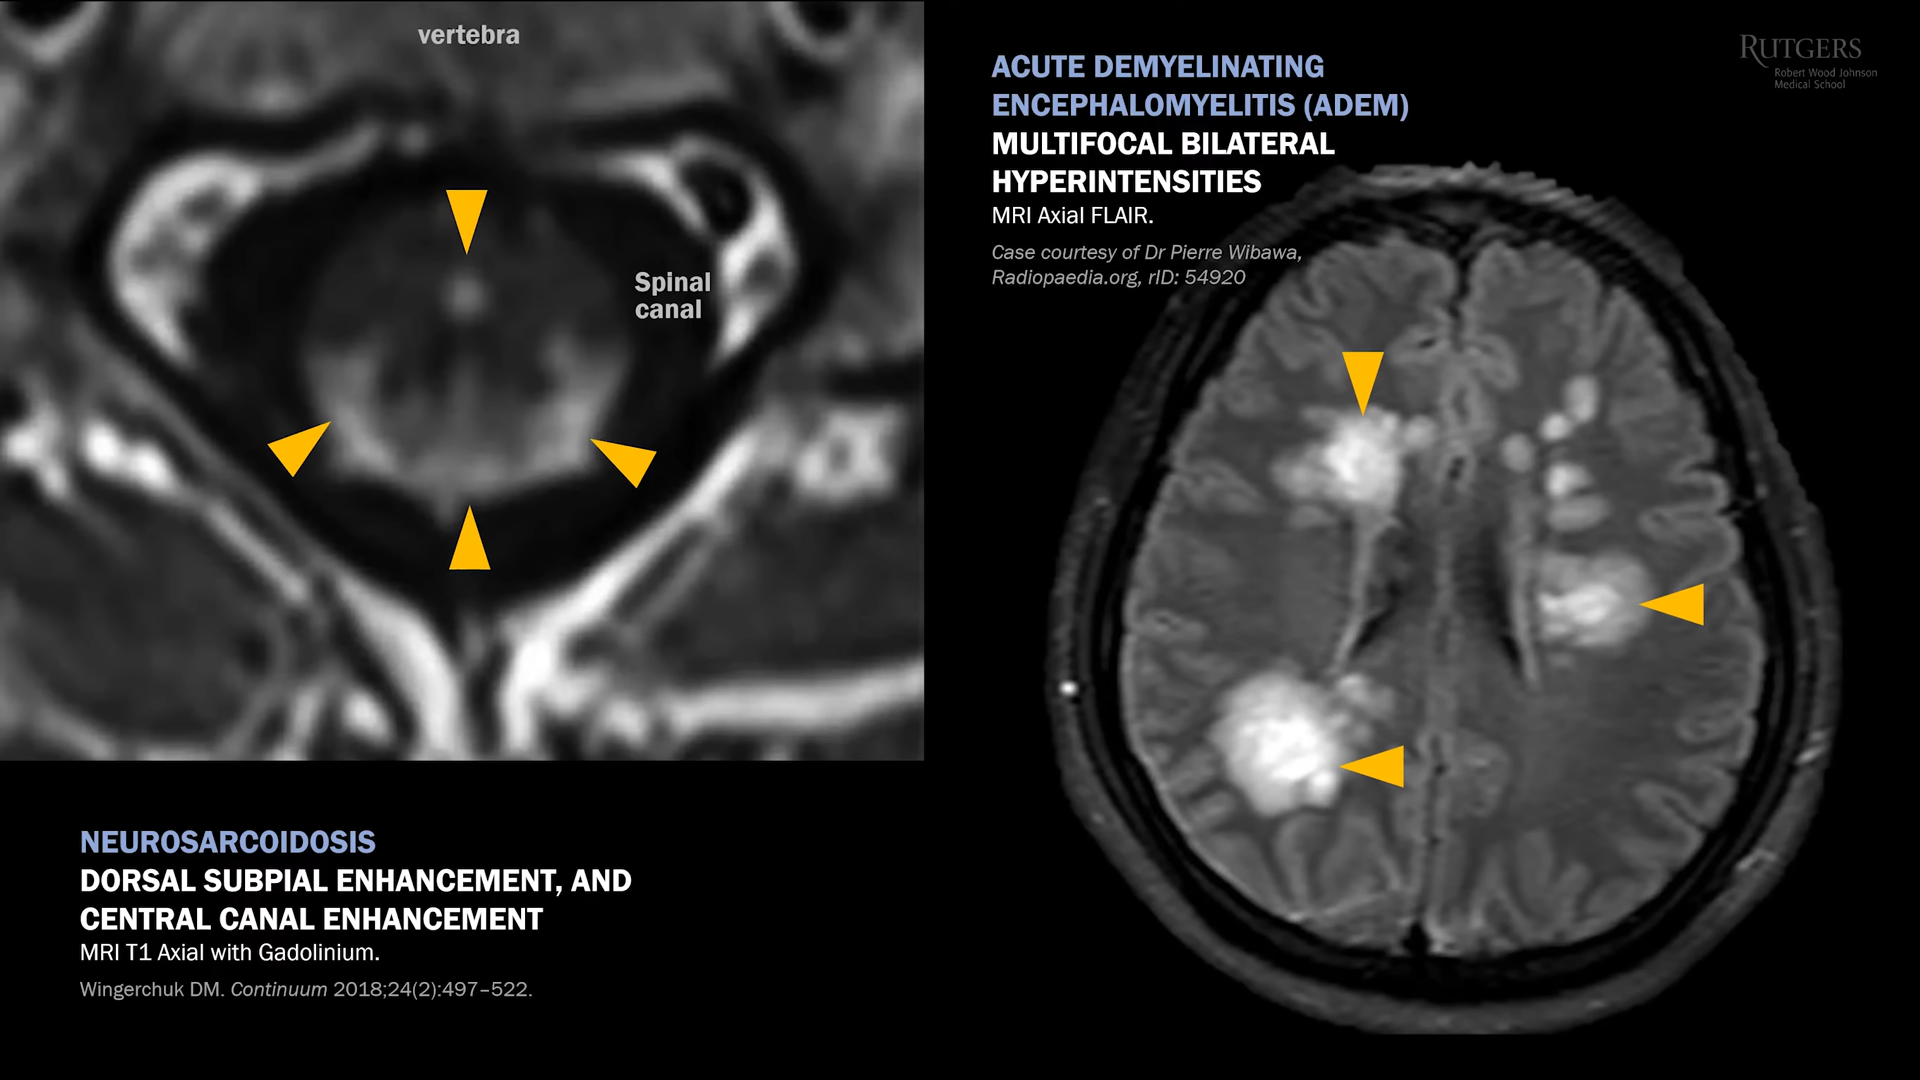 vertebra
Spinal
canal
NEUROSARCOIDOSIS
DORSAL SUBPIAL ENHANCEMENT, AND
CENTRAL CANAL ENHANCEMENT
MRI T1 Axial with Gadolinium.
Wingerchuk DM. Continuum 2018;24(2):497–522.
ACUTE DEMYELINATING
ENCEPHALOMYELITIS (ADEM)
MULTIFOCAL BILATERAL
HYPERINTENSITIES
MRI Axial FLAIR.
Case courtesy of Dr Pierre Wibawa,
Radiopaedia.org, rID: 54920
RUTGERS
Robert Wood Johnson
Medical School